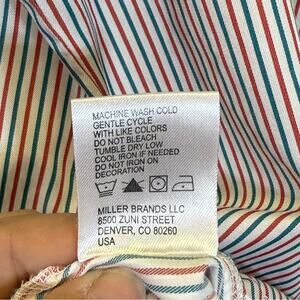 MACHINE WASH COLD
GENTLE CYCLE
WITH LIKE COLORS
DO NOT BLEACH
TUMBLE DRY LOW
COOL IRON IF NEEDED
DO NOT IRON ON
DECORATION
MILLER BRANDS LLC
8500 ZUNI STREET
DENVER, CO 80260
USA